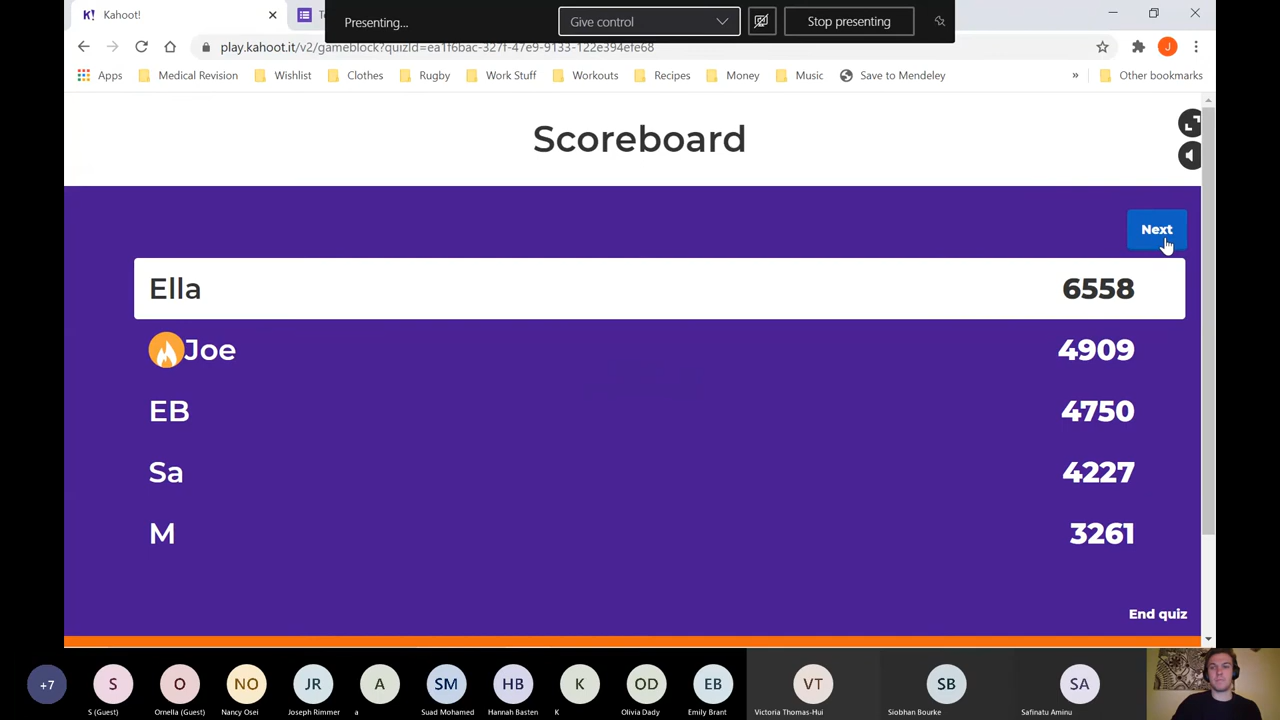 Kahoot!
Presenting...
Give control
Stop presenting
play.kahoot.it/v2/gameblock?quizId=ea1f6bac-327f-47e9-9133-122e394efe68
J
Apps
Medical Revision
Wishlist
Clothes
Rugby
Work Stuff
Workouts
Recipes
Money
Music
Save to Mendeley
»
Other bookmarks
Scoreboard
Next
Ella 6558
Joe 4909
EB 4750
Sa 4227
M 3261
End quiz
+7
S
O
NO
JR
A
SM
HB
K
OD
EB
VT
SB
SA
S (Guest)
Ornella (Guest)
Nancy Osei
Joseph Rimmer
a
Suad Mohamed
Hannah Basten
K
Olivia Dady
Emily Brant
Victoria Thomas-Hui
Siobhan Bourke
Safinatu Aminu